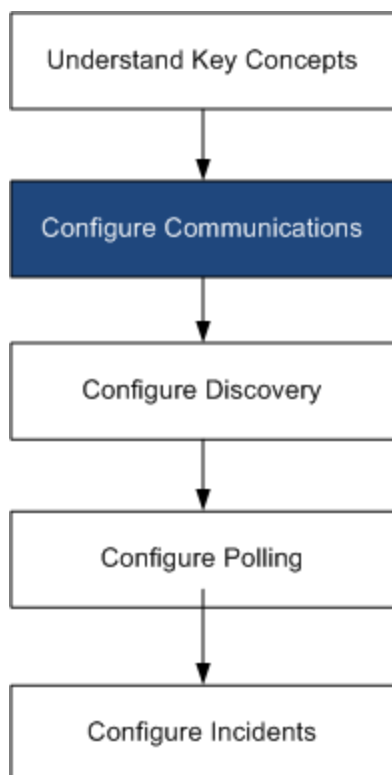 Understand Key Concepts
Configure Communications
Configure Discovery
Configure Polling
Configure Incidents